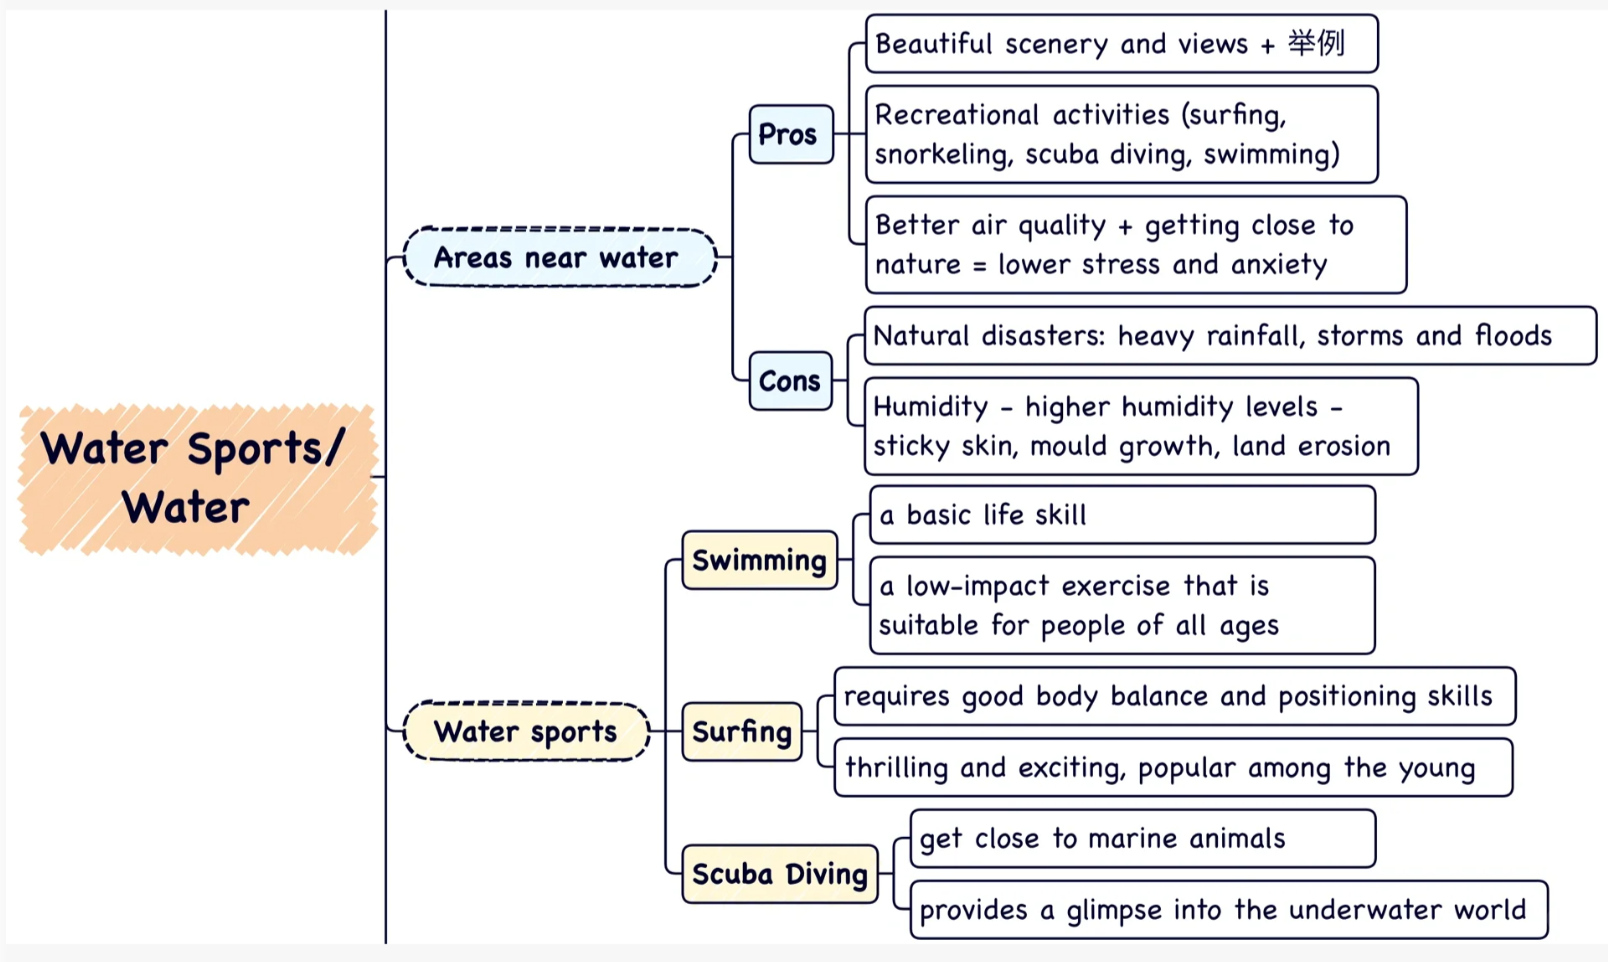 Water Sports/
Water
Areas near water
Pros
Beautiful scenery and views + 举例
Recreational activities (surfing,
snorkeling, scuba diving, swimming)
Better air quality + getting close to
nature = lower stress and anxiety
Cons
Natural disasters: heavy rainfall, storms and floods
Humidity - higher humidity levels -
sticky skin, mould growth, land erosion
Water sports
Swimming
a basic life skill
a low-impact exercise that is
suitable for people of all ages
Surfing
requires good body balance and positioning skills
thrilling and exciting, popular among the young
Scuba Diving
get close to marine animals
provides a glimpse into the underwater world